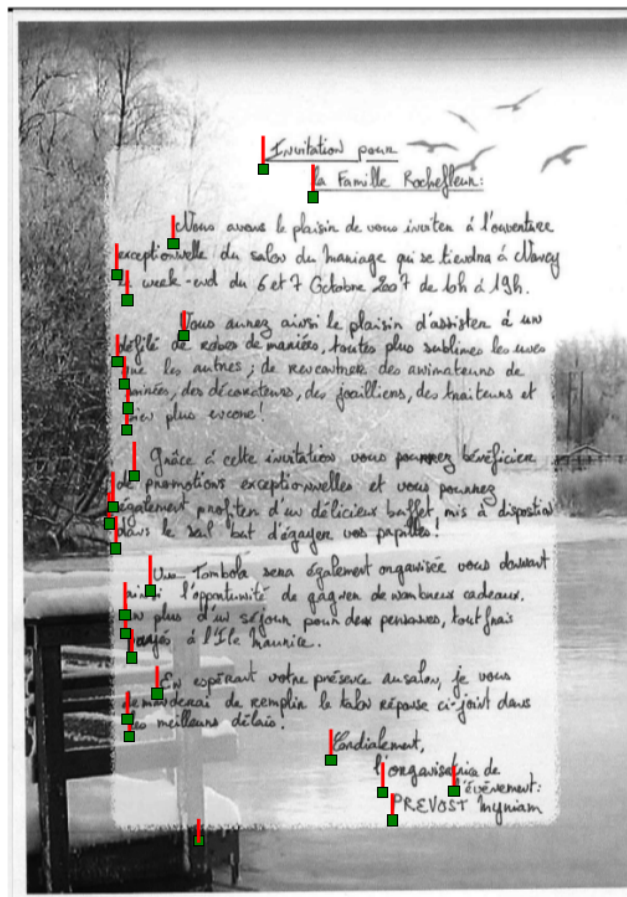 Invitation pour
la Famille Rochefleur:
Nous avons le plaisir de vous inviter à l'ouverture
exceptionnelle du salon du mariage qui se tiendra à Nancy
le week-end du 6 et 7 Octobre 2007 de 10h à 19h.
Vous aurez ainsi le plaisir d'assister à un
défilé de robes de mariées, toutes plus sublimes les unes
que les autres; de rencontrer des animateurs de
soirées, des décorateurs, des joailliers, des traiteurs et
bien plus encore!
Grâce à cette invitation vous pourrez bénéficier
de promotions exceptionnelles et vous pourrez
également profiter d'un délicieux buffet mis à dispostion
dans le seul but d'égayer vos papilles!
Une Tombola sera également organisée vous donnant
ainsi l'opportunité de gagner de nombreux cadeaux.
En plus d'un séjour pour deux personnes, tout frais
payés à l'Ile Maurice.
En espérant votre présence au salon, je vous
demanderai de remplir le talon réponse ci-joint dans
les meilleurs délais.
Cordialement,
l'organisatrice de
l'évènement:
PREVOST Myriam